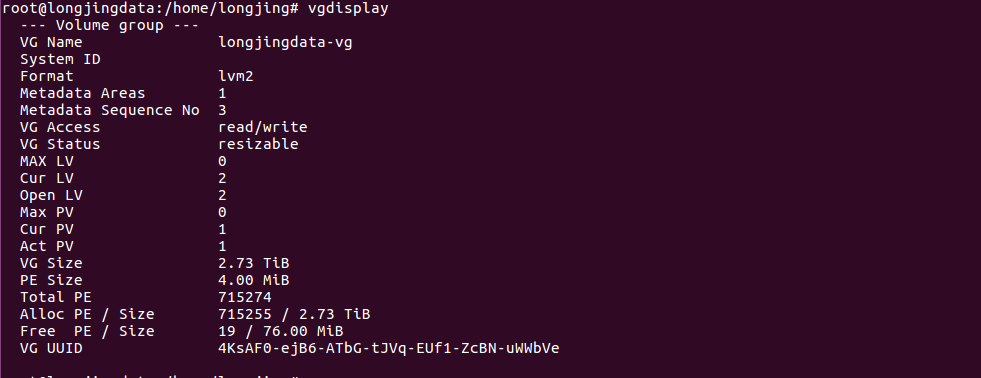 root@longjingdata:/home/longjing# vgdisplay
--- Volume group ---
VG Name longjingdata-vg
System ID
Format lvm2
Metadata Areas 1
Metadata Sequence No 3
VG Access read/write
VG Status resizable
MAX LV 0
Cur LV 2
Open LV 2
Max PV 0
Cur PV 1
Act PV 1
VG Size 2.73 TiB
PE Size 4.00 MiB
Total PE 715274
Alloc PE / Size 715255 / 2.73 TiB
Free PE / Size 19 / 76.00 MiB
VG UUID 4KsAF0-ejB6-ATbG-tJVq-EUf1-ZcBN-uWWbVe